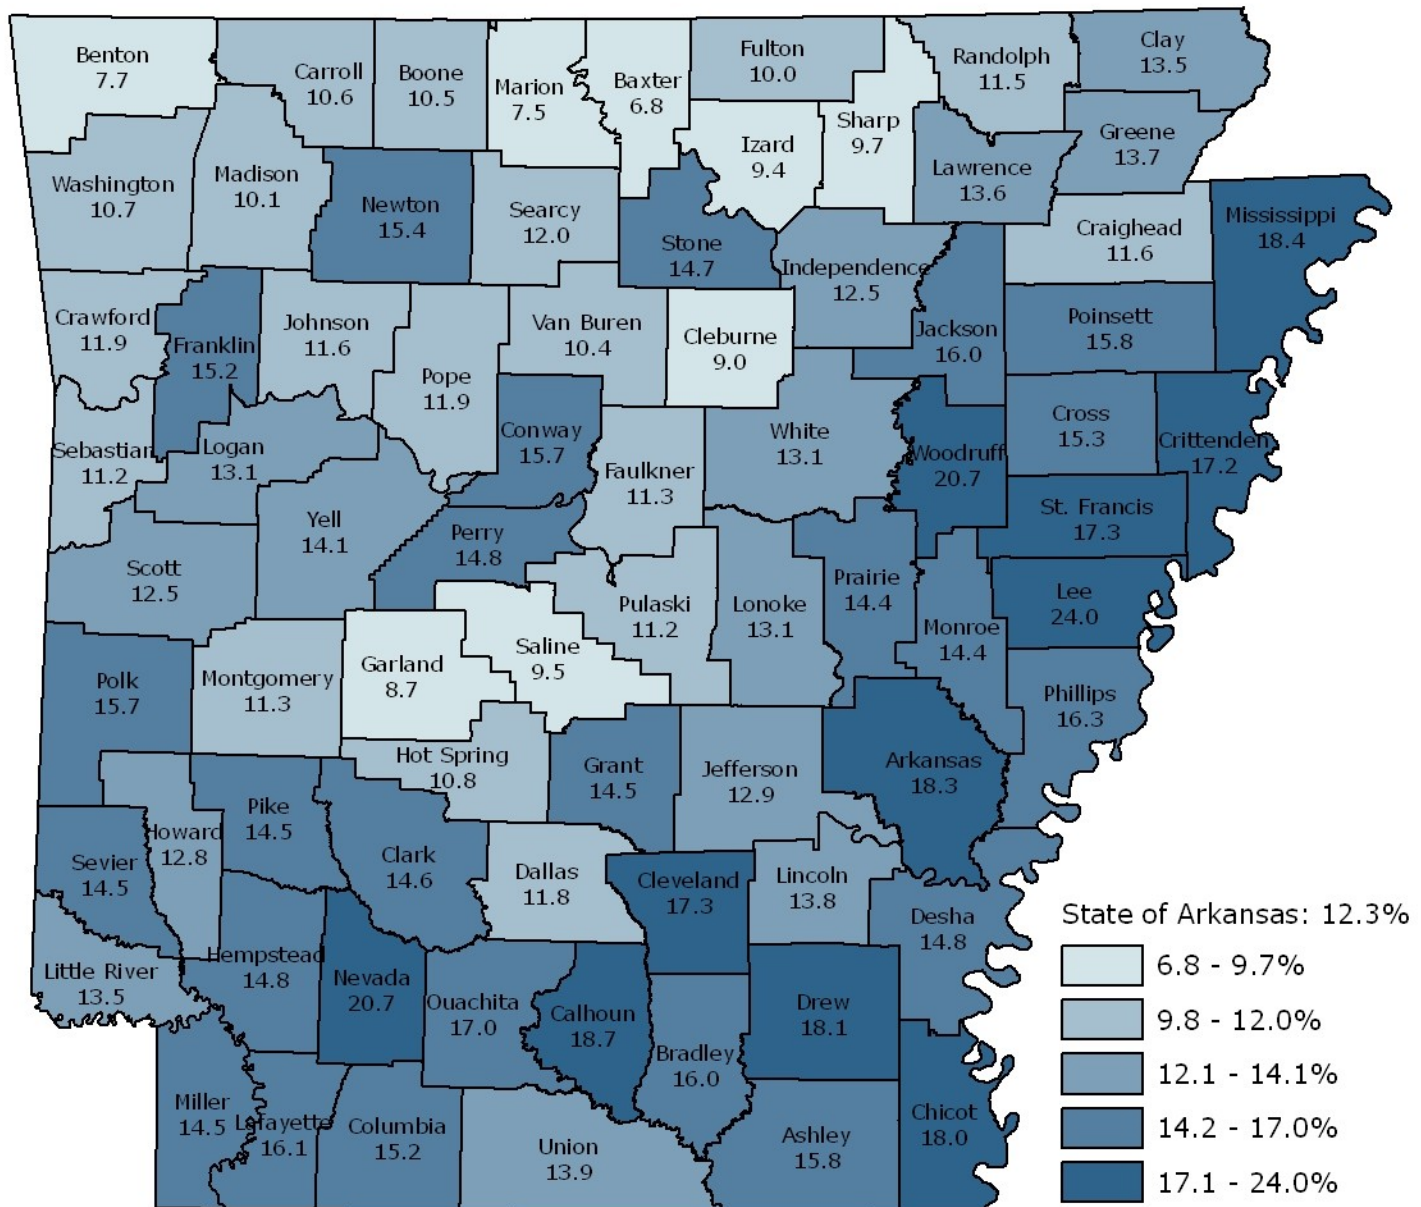 Benton
7.7
Carroll
10.6
Boone
10.5
Marion
7.5
Baxter
6.8
Fulton
10.0
Randolph
11.5
Clay
13.5
Washington
10.7
Madison
10.1
Newton
15.4
Searcy
12.0
Stone
14.7
Izard
9.4
Sharp
9.7
Lawrence
13.6
Greene
13.7
Independence
12.5
Craighead
11.6
Mississippi
18.4
Crawford
11.9
Franklin
15.2
Johnson
11.6
Pope
11.9
Van Buren
10.4
Cleburne
9.0
Jackson
16.0
Poinsett
15.8
Sebastian
11.2
Logan
13.1
Conway
15.7
Faulkner
11.3
White
13.1
Woodruff
20.7
Cross
15.3
Crittenden
17.2
Scott
12.5
Yell
14.1
Perry
14.8
Pulaski
11.2
Lonoke
13.1
Prairie
14.4
Monroe
14.4
St. Francis
17.3
Lee
24.0
Polk
15.7
Montgomery
11.3
Garland
8.7
Saline
9.5
Phillips
16.3
Hot Spring
10.8
Grant
14.5
Jefferson
12.9
Arkansas
18.3
Sevier
14.5
Howard
12.8
Pike
14.5
Clark
14.6
Dallas
11.8
Cleveland
17.3
Lincoln
13.8
Desha
14.8
Little River
13.5
Hempstead
14.8
Nevada
20.7
Ouachita
17.0
Calhoun
18.7
Bradley
16.0
Drew
18.1
Miller
14.5
Lafayette
16.1
Columbia
15.2
Union
13.9
Ashley
15.8
Chicot
18.0
State of Arkansas: 12.3%
6.8 - 9.7%
9.8 - 12.0%
12.1 - 14.1%
14.2 - 17.0%
17.1 - 24.0%